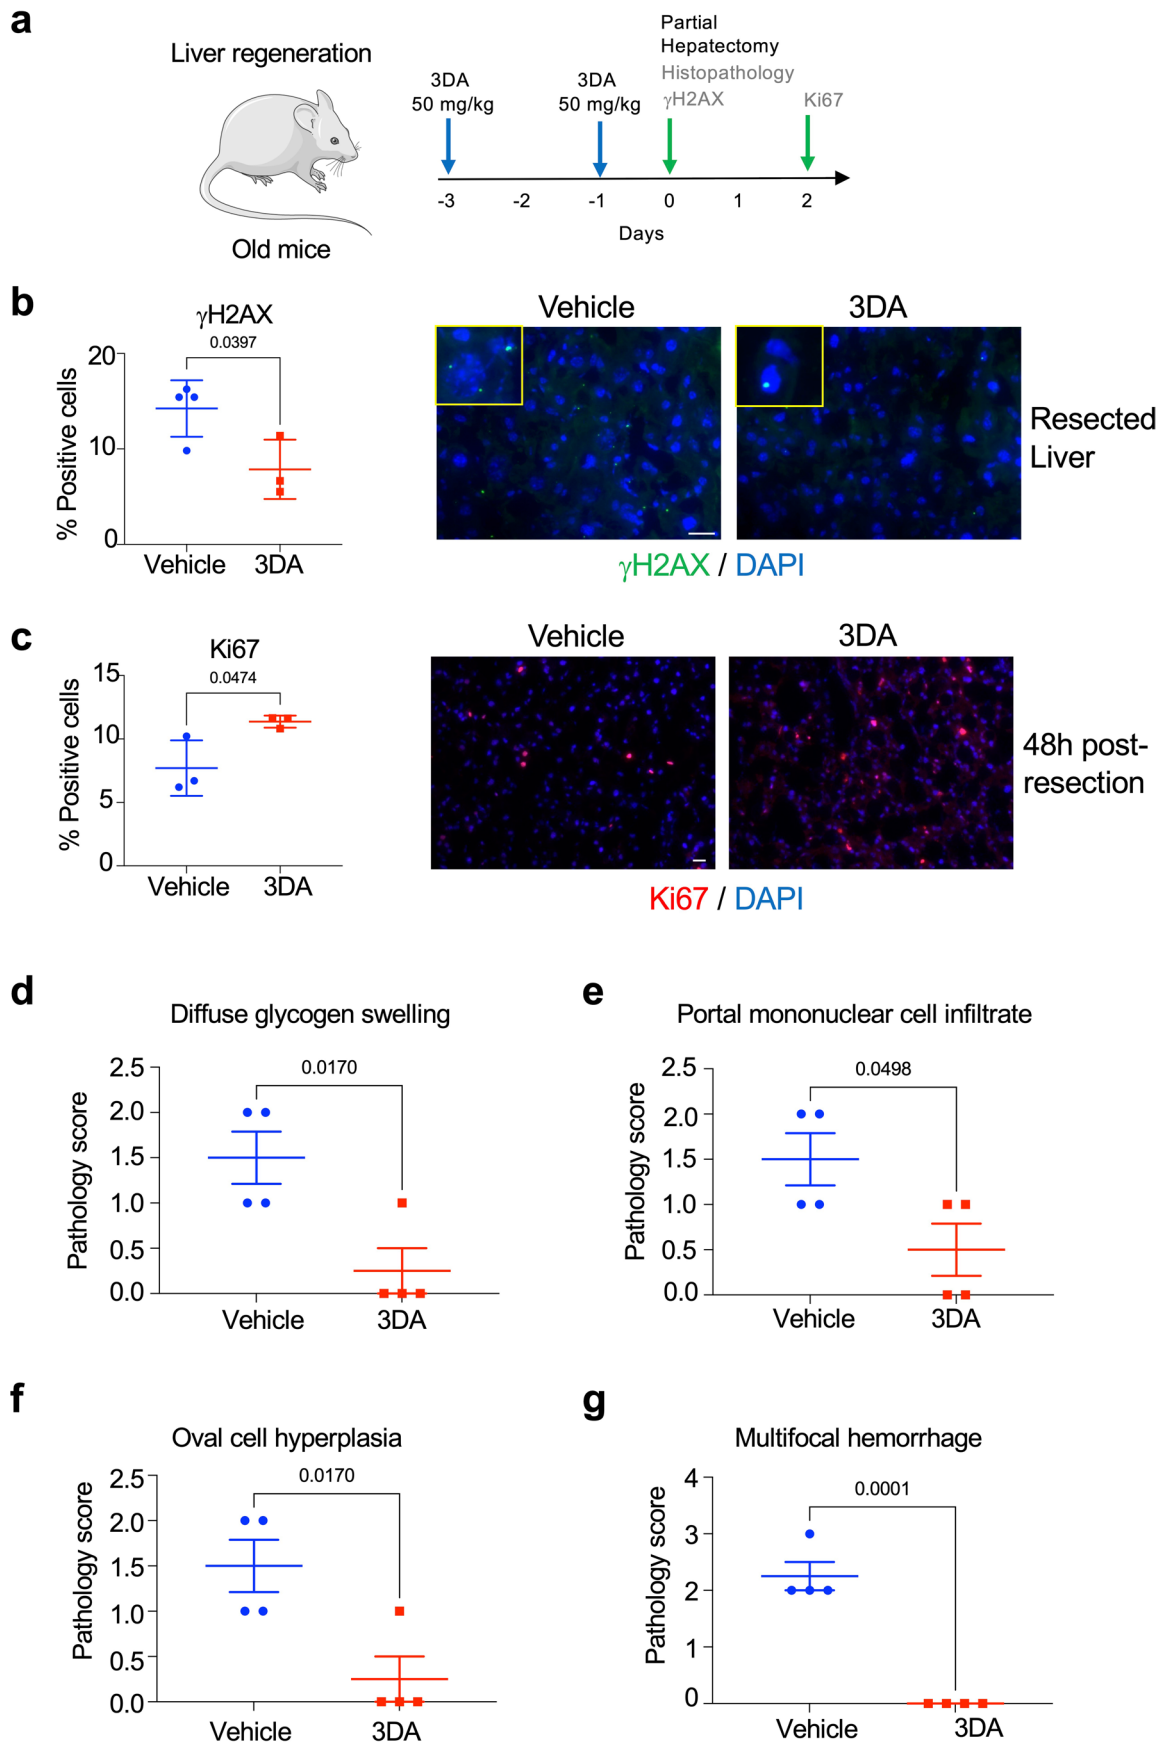 a
Liver regeneration
Old mice
3DA
50 mg/kg
3DA
50 mg/kg
Partial
Hepatectomy
Histopathology
γH2AX
Ki67
-3 -2 -1 0 1 2
Days
b
γH2AX
0.0397
% Positive cells
20
10
0
Vehicle 3DA
Vehicle 3DA
Resected
Liver
γH2AX / DAPI
c
Ki67
0.0474
% Positive cells
15
10
5
0
Vehicle 3DA
Vehicle 3DA
48h post-
resection
Ki67 / DAPI
d
Diffuse glycogen swelling
0.0170
Pathology score
2.5
2.0
1.5
1.0
0.5
0.0
Vehicle 3DA
e
Portal mononuclear cell infiltrate
0.0498
Pathology score
2.5
2.0
1.5
1.0
0.5
0.0
Vehicle 3DA
f
Oval cell hyperplasia
0.0170
Pathology score
2.5
2.0
1.5
1.0
0.5
0.0
Vehicle 3DA
g
Multifocal hemorrhage
0.0001
Pathology score
4
3
2
1
0
Vehicle 3DA